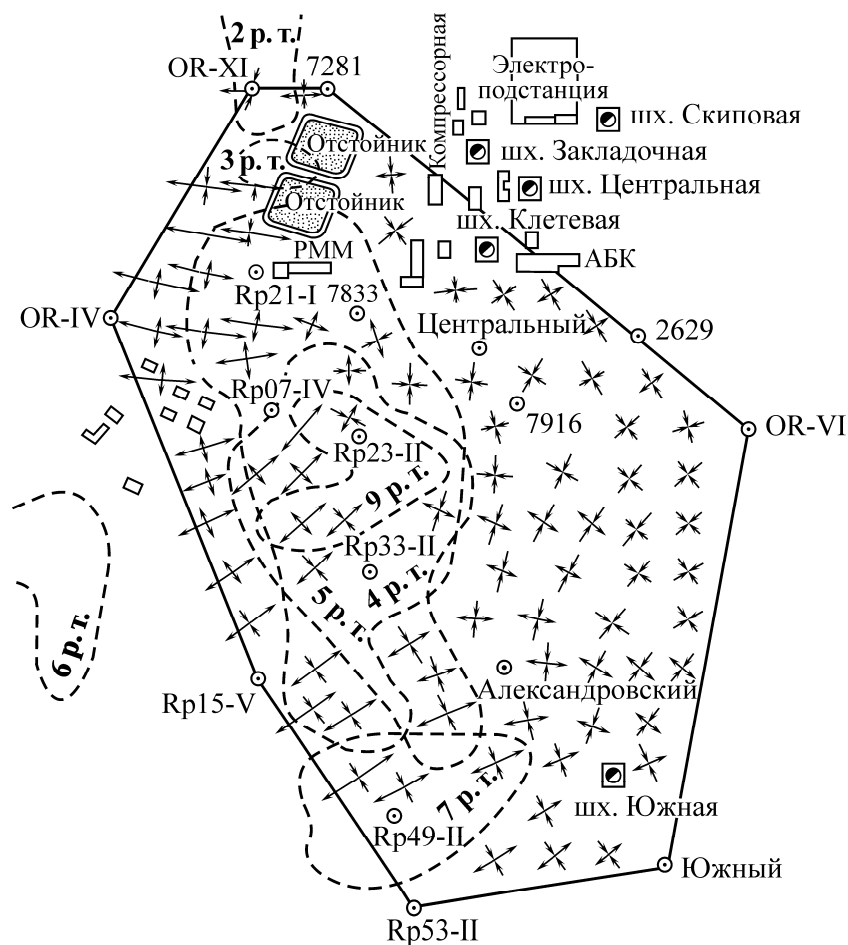 2 р. т.
OR-XI
7281
Компрессорная
Электро-
подстанция
шх. Скиповая
Отстойник
шх. Закладочная
3 р. т.
шх. Центральная
Отстойник
шх. Клетевая
РММ
АБК
Rp21-I
7833
OR-IV
Центральный
2629
Rp07-IV
7916
OR-VI
Rp23-II
9 р. т.
Rp33-II
4 р. т.
5 р. т.
6 р. т.
Rp15-V
Александровский
7 р. т.
шх. Южная
Rp49-II
Южный
Rp53-II